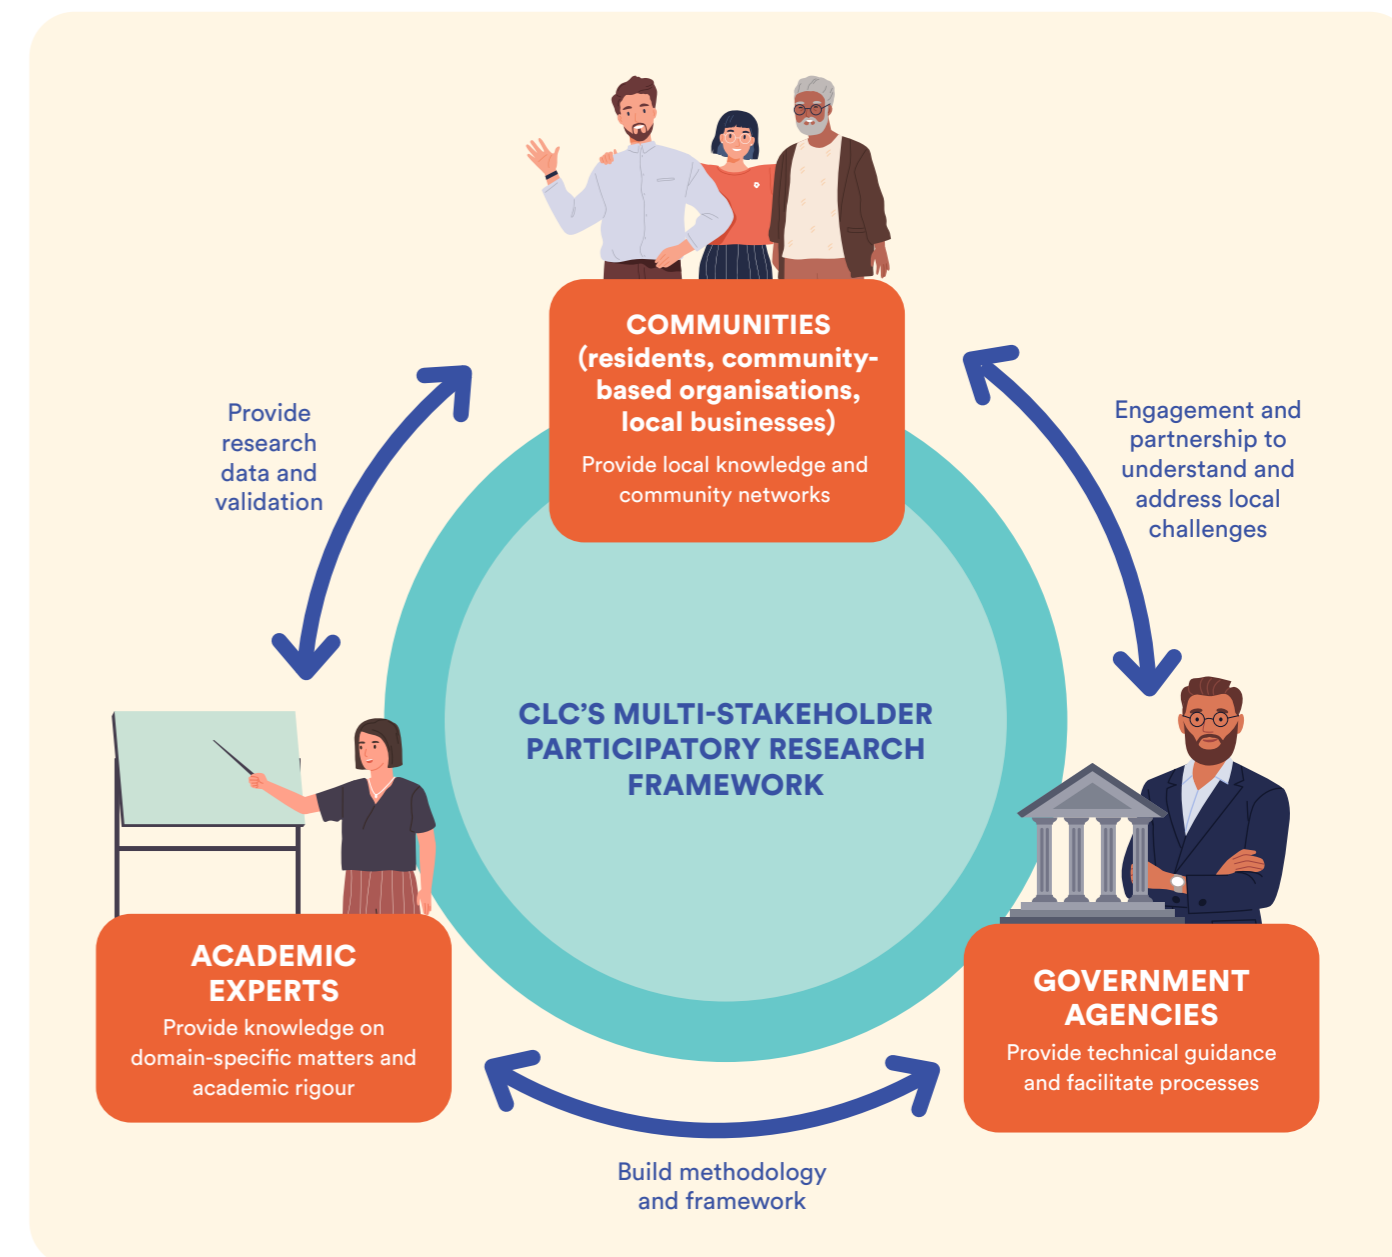 COMMUNITIES
(residents, community-
based organisations,
local businesses)
Provide local knowledge and
community networks
Provide
research
data and
validation
Engagement and
partnership to
understand and
address local
challenges
CLC’S MULTI-STAKEHOLDER
PARTICIPATORY RESEARCH
FRAMEWORK
ACADEMIC
EXPERTS
Provide knowledge on
domain-specific matters and
academic rigour
GOVERNMENT
AGENCIES
Provide technical guidance
and facilitate processes
Build methodology
and framework